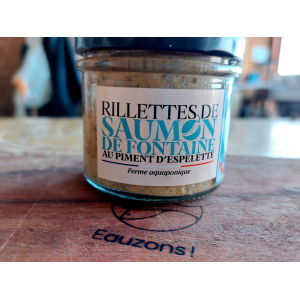 RILLETTES DE
SAUMON
DE FONTAINE
AU PIMENT D'ESPELETTE
Ferme aquaponique
Eauzons!